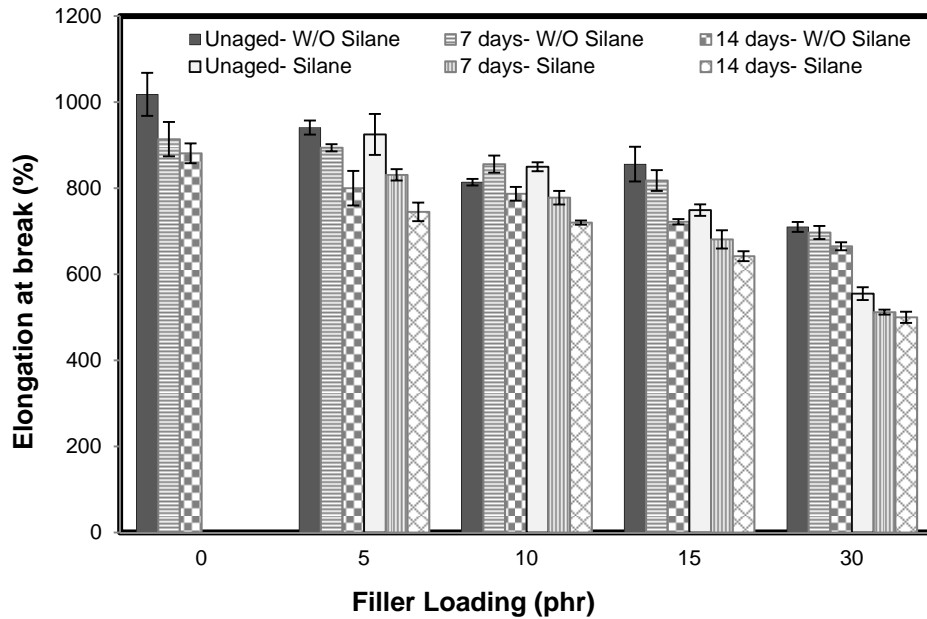 1200
1000
800
600
400
200
0
Elongation at break (%)
Unaged- W/O Silane
7 days- W/O Silane
14 days- W/O Silane
Unaged- Silane
7 days- Silane
14 days- Silane
0
5
10
15
30
Filler Loading (phr)